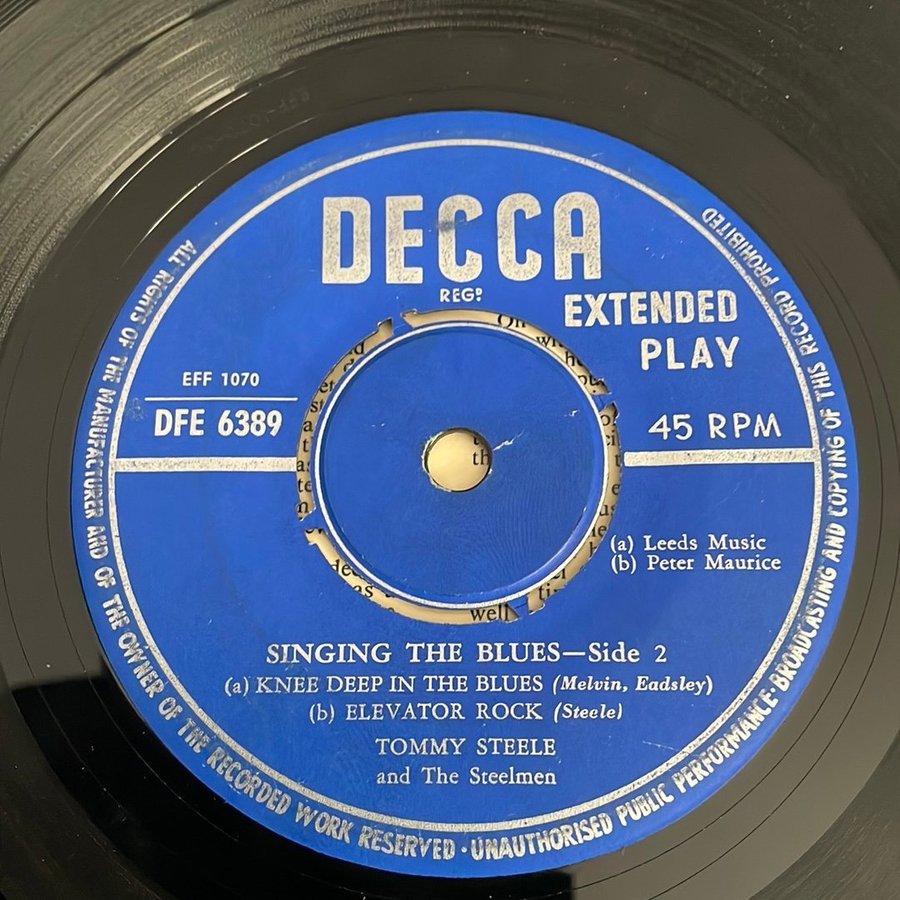 DECCA
REGD.
EXTENDED
PLAY
EFF 1070
DFE 6389
45 RPM
(a) Leeds Music
(b) Peter Maurice
SINGING THE BLUES—Side 2
(a) KNEE DEEP IN THE BLUES (Melvin, Eadsley)
(b) ELEVATOR ROCK (Steele)
TOMMY STEELE
and The Steelmen
ALL RIGHTS OF THE MANUFACTURER AND OF THE OWNER OF THE RECORDED WORK RESERVED · UNAUTHORISED PUBLIC PERFORMANCE · BROADCASTING AND COPYING OF THIS RECORD PROHIBITED
well